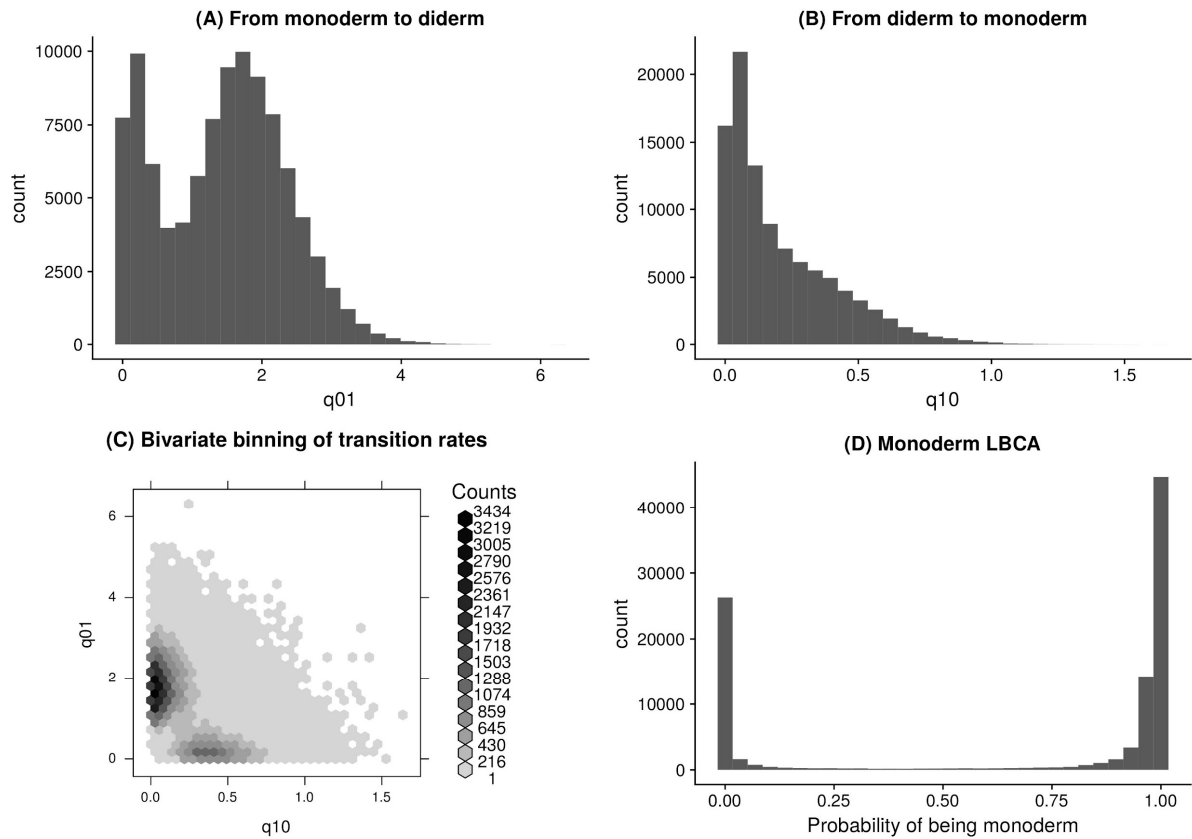 (A) From monoderm to diderm
10000
7500
5000
2500
0
count
0 2 4 6
q01
(B) From diderm to monoderm
20000
15000
10000
5000
0
count
0.0 0.5 1.0 1.5
q10
(C) Bivariate binning of transition rates
6
4
2
0
q01
0.0 0.5 1.0 1.5
q10
Counts
3434
3219
3005
2790
2576
2361
2147
1932
1718
1503
1288
1074
859
645
430
216
1
(D) Monoderm LBCA
40000
30000
20000
10000
0
count
0.00 0.25 0.50 0.75 1.00
Probability of being monoderm